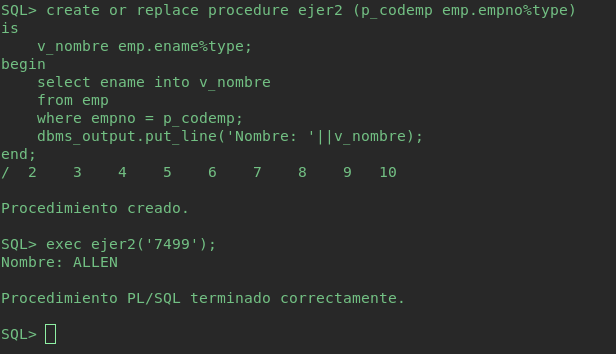 SQL> create or replace procedure ejer2 (p_codemp emp.empno%type)
is
    v_nombre emp.ename%type;
begin
    select ename into v_nombre
    from emp
    where empno = p_codemp;
    dbms_output.put_line('Nombre: '||v_nombre);
end;
/  2    3    4    5    6    7    8    9   10
Procedimiento creado.
SQL> exec ejer2('7499');
Nombre: ALLEN
Procedimiento PL/SQL terminado correctamente.
SQL>